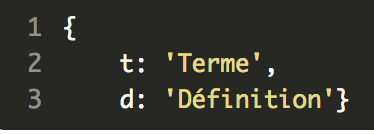 1 {
2     t: 'Terme',
3     d: 'Définition'}